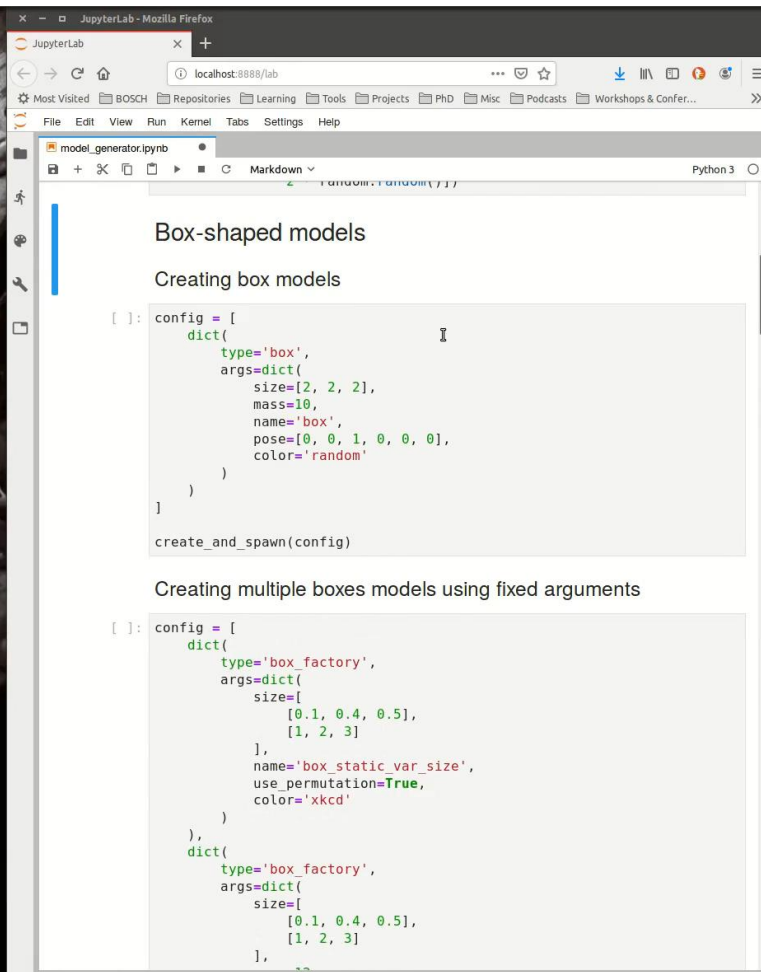 JupyterLab - Mozilla Firefox
JupyterLab
localhost:8888/lab
Most Visited BOSCH Repositories Learning Tools Projects PhD Misc Podcasts Workshops & Confer...
File Edit View Run Kernel Tabs Settings Help
model_generator.ipynb
Markdown Python 3
Box-shaped models
Creating box models
[ ]: config = [
    dict(
        type='box',
        args=dict(
            size=[2, 2, 2],
            mass=10,
            name='box',
            pose=[0, 0, 1, 0, 0, 0],
            color='random'
        )
    )
]
create_and_spawn(config)
Creating multiple boxes models using fixed arguments
[ ]: config = [
    dict(
        type='box_factory',
        args=dict(
            size=[
                [0.1, 0.4, 0.5],
                [1, 2, 3]
            ],
            name='box_static_var_size',
            use_permutation=True,
            color='xkcd'
        )
    ),
    dict(
        type='box_factory',
        args=dict(
            size=[
                [0.1, 0.4, 0.5],
                [1, 2, 3]
            ],